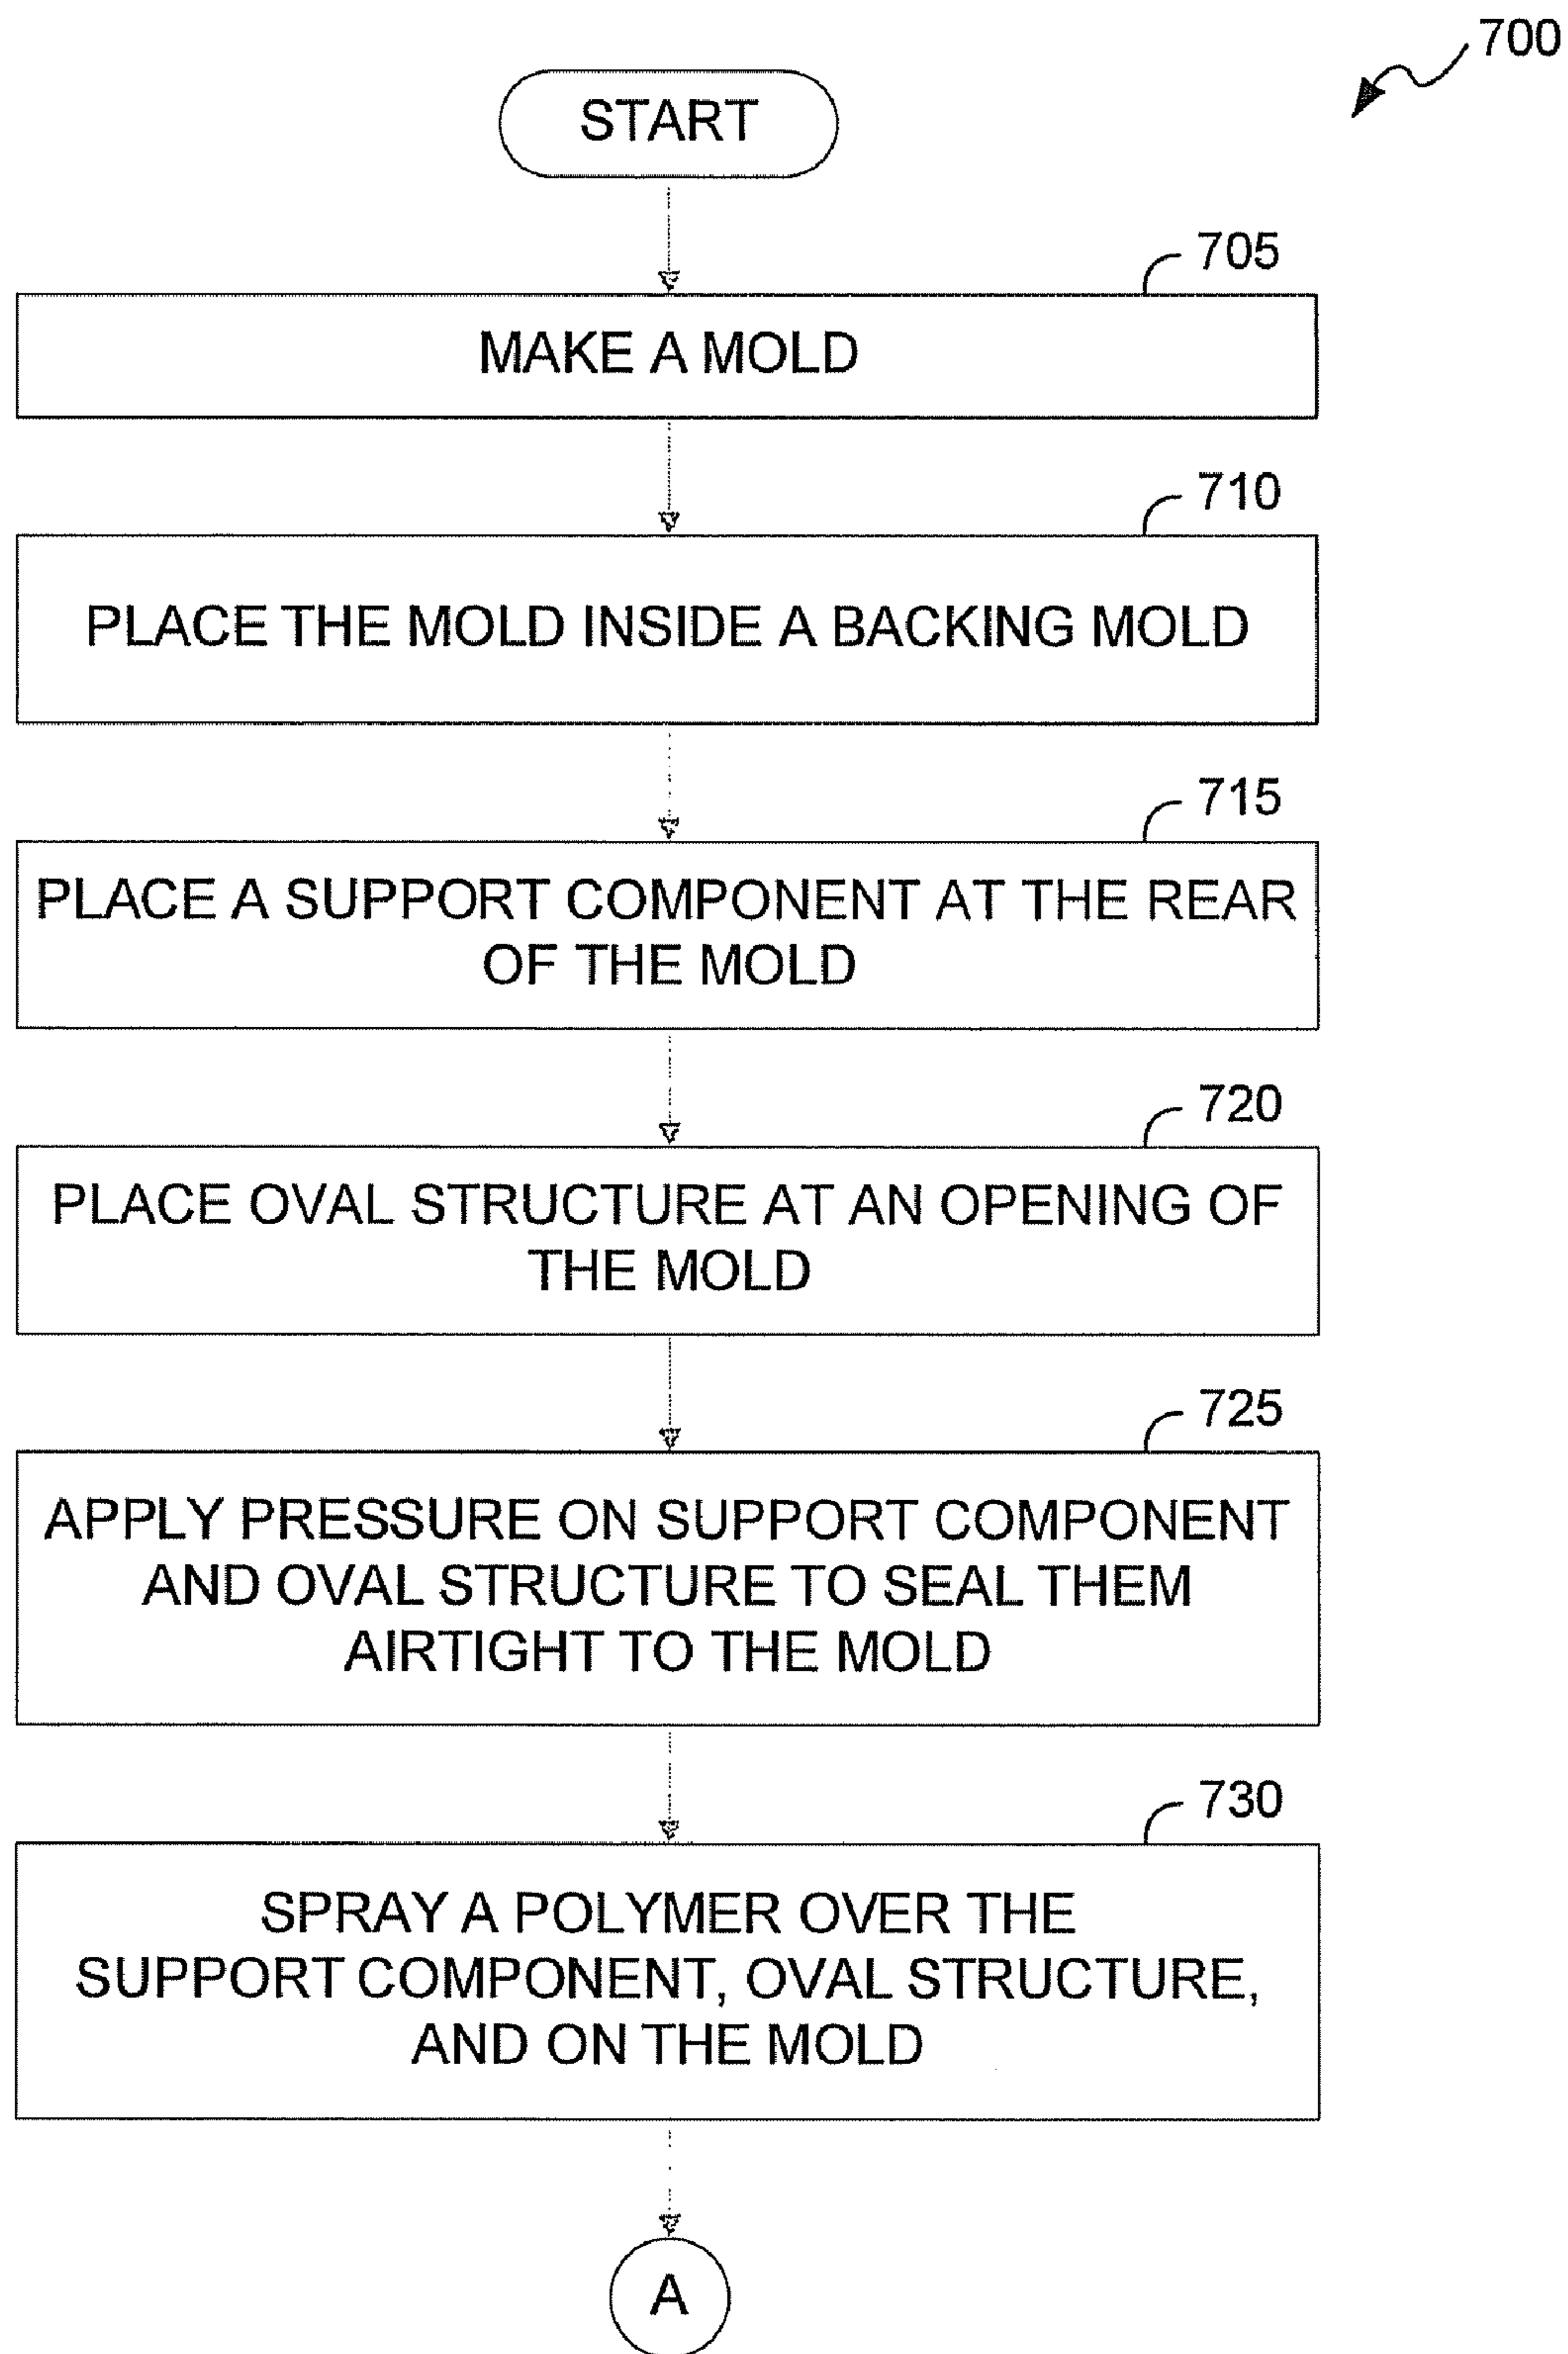 700
START
705
MAKE A MOLD
710
PLACE THE MOLD INSIDE A BACKING MOLD
715
PLACE A SUPPORT COMPONENT AT THE REAR
OF THE MOLD
720
PLACE OVAL STRUCTURE AT AN OPENING OF
THE MOLD
725
APPLY PRESSURE ON SUPPORT COMPONENT
AND OVAL STRUCTURE TO SEAL THEM
AIRTIGHT TO THE MOLD
730
SPRAY A POLYMER OVER THE
SUPPORT COMPONENT, OVAL STRUCTURE,
AND ON THE MOLD
A